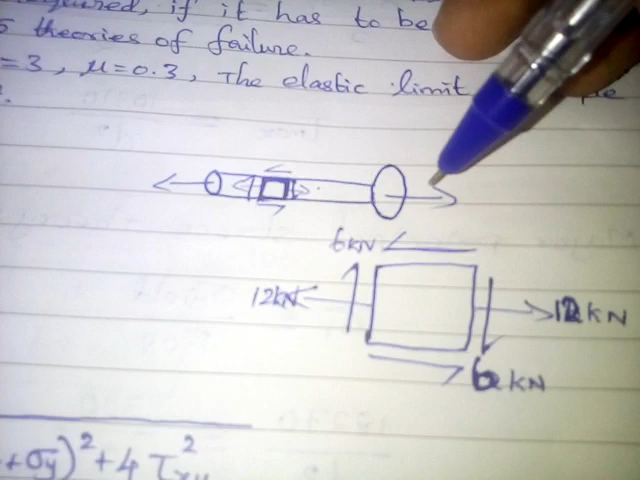 if it has to be
5 theories of failure.
=3, μ=0.3, The elastic limit
6KN
12KN
12KN
6KN
+σy)²+4τ²xy